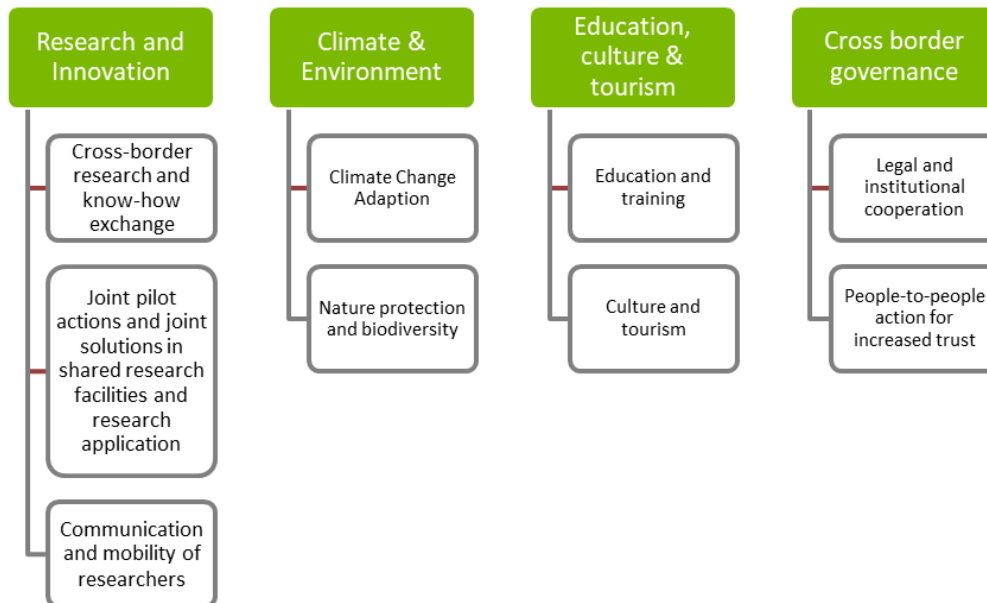 Research and
Innovation
Cross-border
research and
know-how
exchange
Joint pilot
actions and joint
solutions in
shared research
facilities and
research
application
Communication
and mobility of
researchers
Climate &
Environment
Climate Change
Adaption
Nature protection
and biodiversity
Education,
culture &
tourism
Education and
training
Culture and
tourism
Cross border
governance
Legal and
institutional
cooperation
People-to-people
action for
increased trust